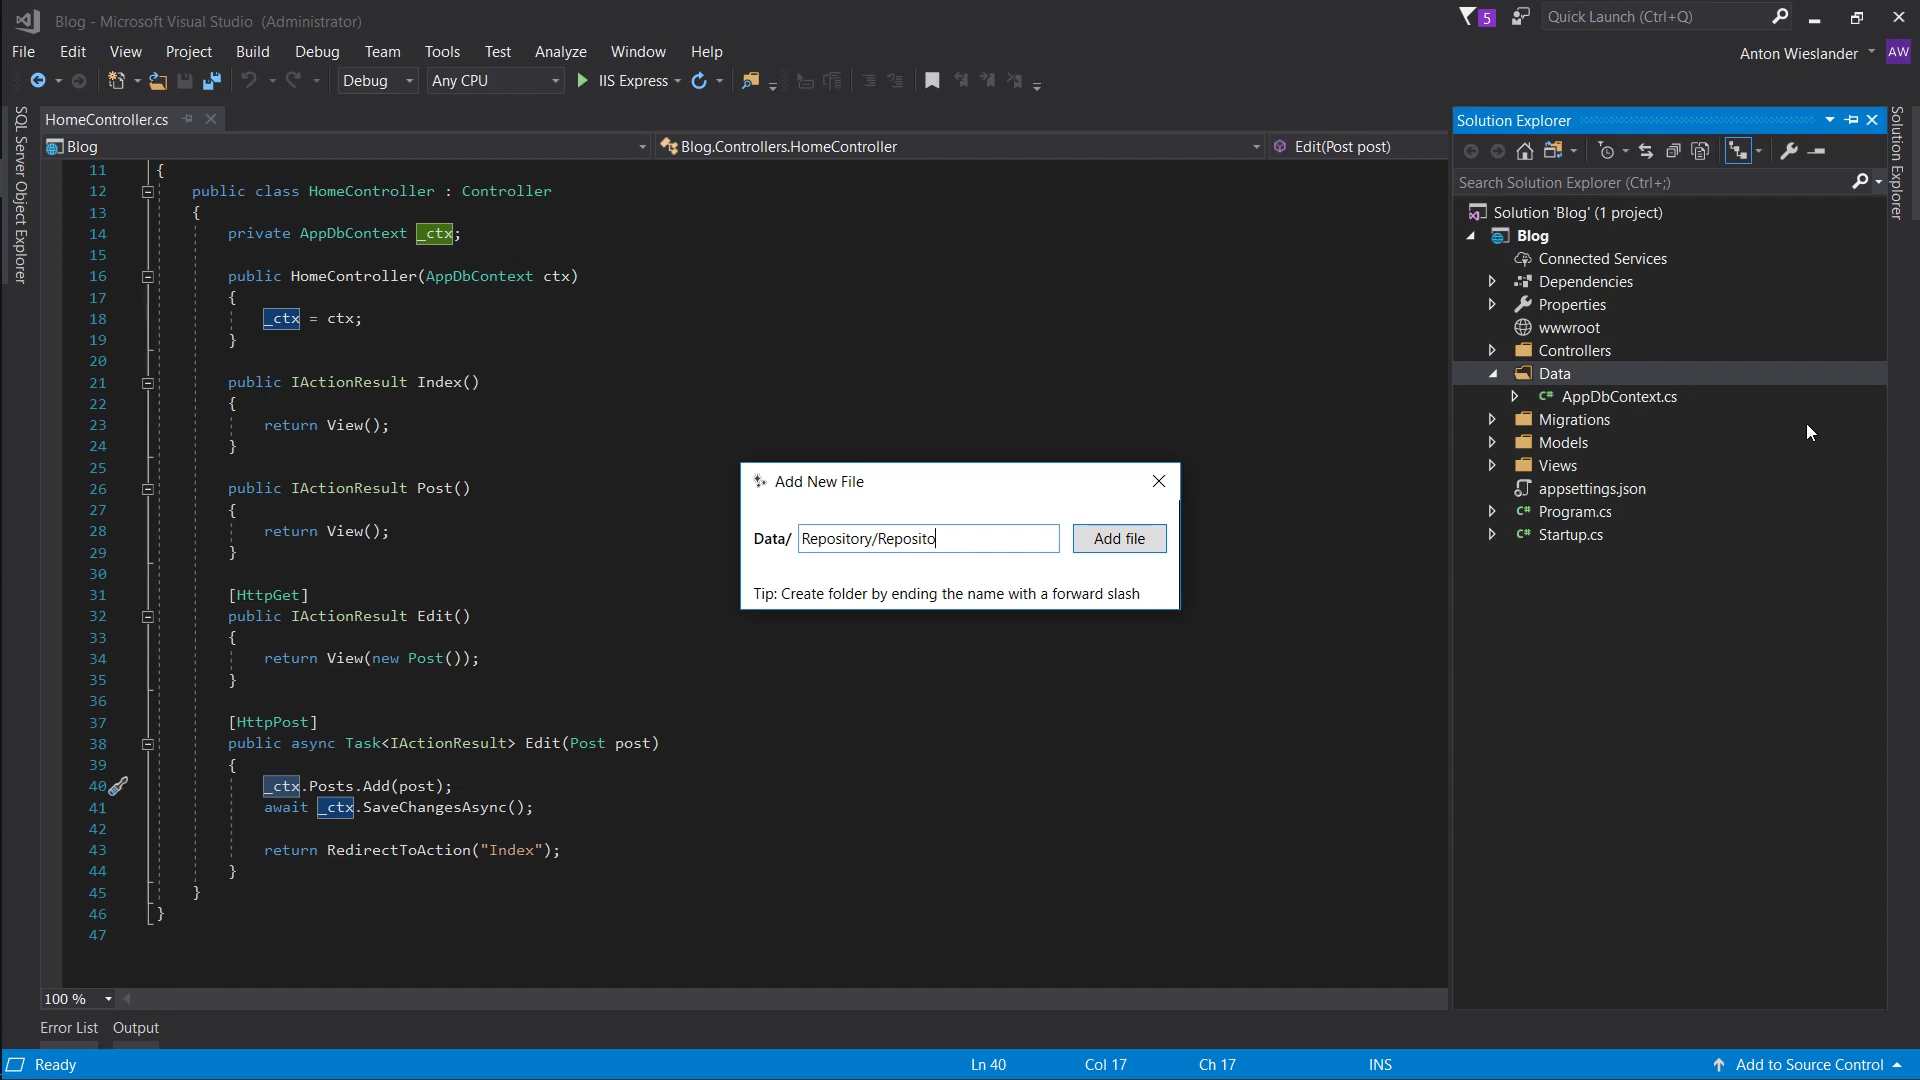 Blog - Microsoft Visual Studio (Administrator)
5
Quick Launch (Ctrl+Q)
File Edit View Project Build Debug Team Tools Test Analyze Window Help
Anton Wieslander AW
Debug Any CPU IIS Express
SQL Server Object Explorer
HomeController.cs
Blog Blog.Controllers.HomeController Edit(Post post)
11 {
12 public class HomeController : Controller
13 {
14 private AppDbContext _ctx;
15
16 public HomeController(AppDbContext ctx)
17 {
18 _ctx = ctx;
19 }
20
21 public IActionResult Index()
22 {
23 return View();
24 }
25
26 public IActionResult Post()
27 {
28 return View();
29 }
30
31 [HttpGet]
32 public IActionResult Edit()
33 {
34 return View(new Post());
35 }
36
37 [HttpPost]
38 public async Task<IActionResult> Edit(Post post)
39 {
40 _ctx.Posts.Add(post);
41 await _ctx.SaveChangesAsync();
42
43 return RedirectToAction("Index");
44 }
45 }
46 }
47
Add New File
Data/ Repository/Reposito Add file
Tip: Create folder by ending the name with a forward slash
Solution Explorer
Search Solution Explorer (Ctrl+;)
Solution 'Blog' (1 project)
Blog
Connected Services
Dependencies
Properties
wwwroot
Controllers
Data
C# AppDbContext.cs
Migrations
Models
Views
appsettings.json
C# Program.cs
C# Startup.cs
Solution Explorer
100 %
Error List Output
Ready Ln 40 Col 17 Ch 17 INS Add to Source Control